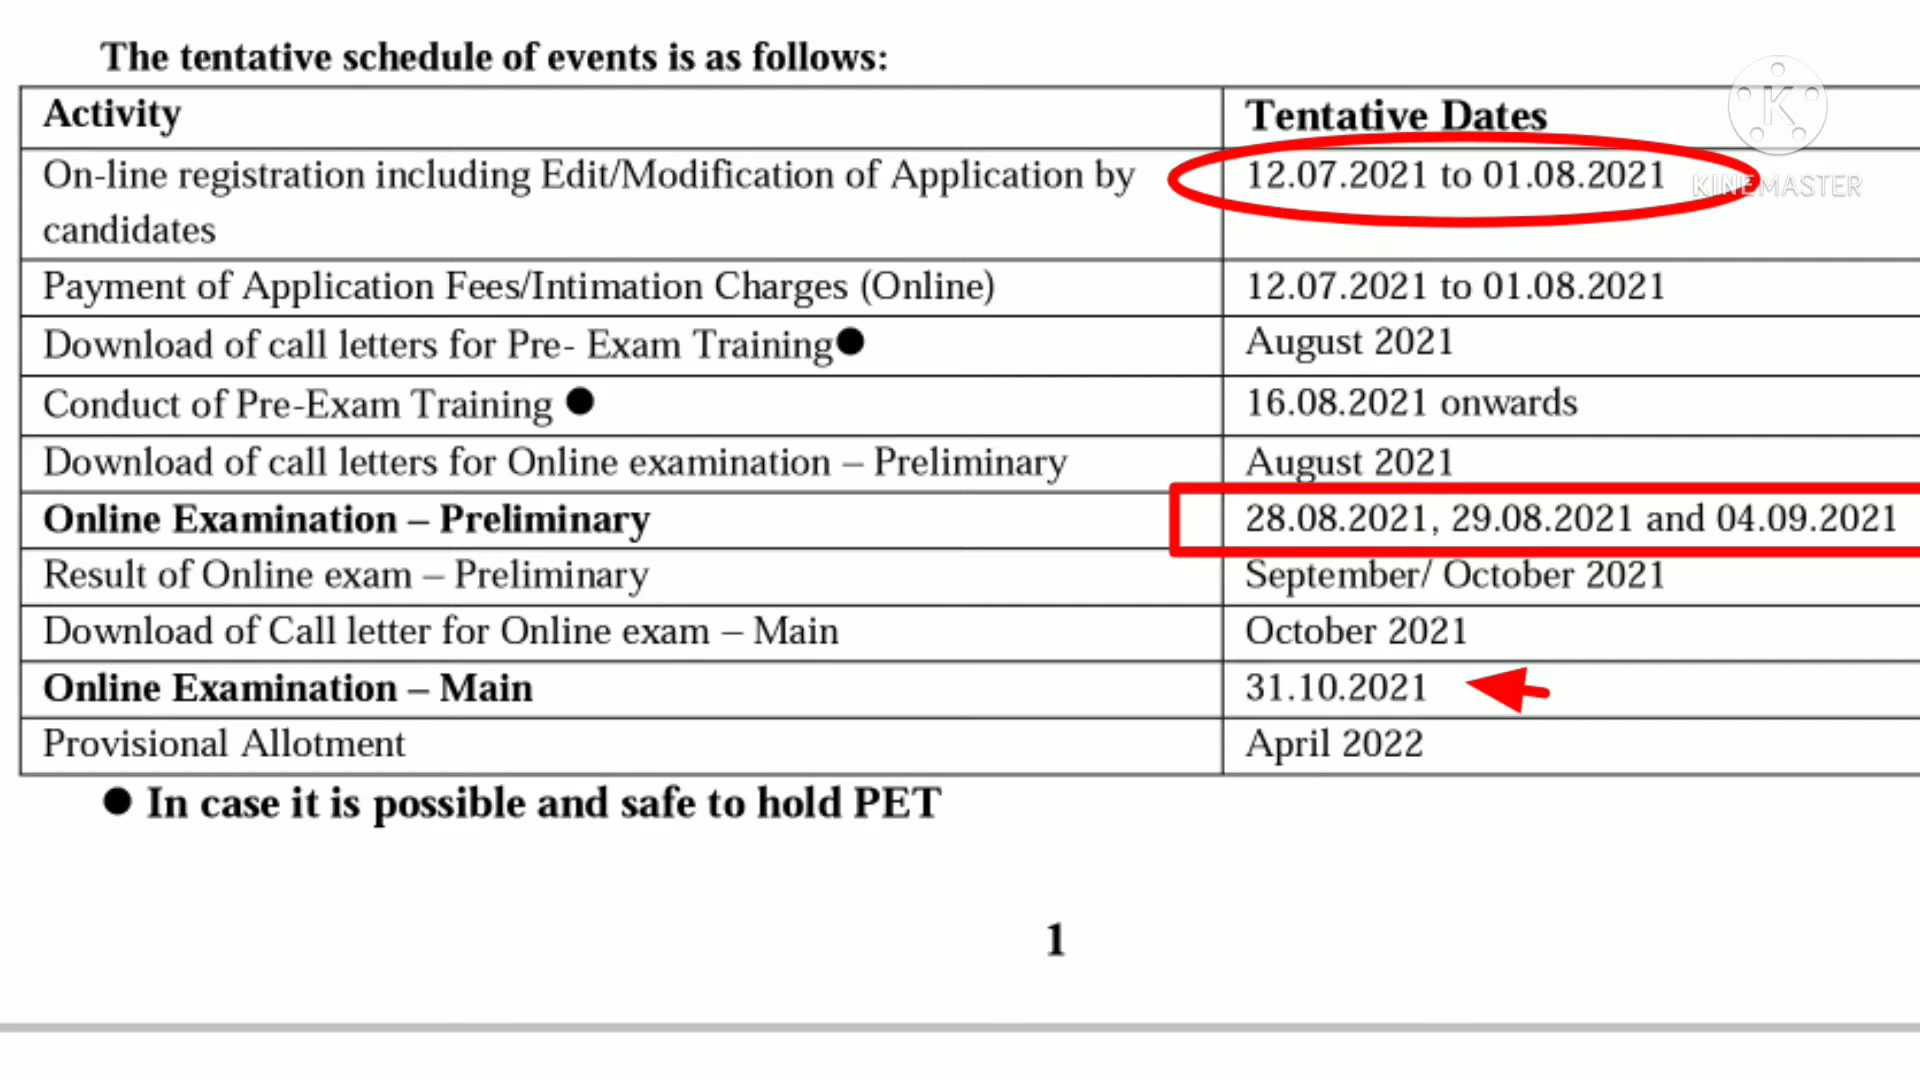 The tentative schedule of events is as follows:
Activity Tentative Dates
On-line registration including Edit/Modification of Application by 12.07.2021 to 01.08.2021
candidates
Payment of Application Fees/Intimation Charges (Online) 12.07.2021 to 01.08.2021
Download of call letters for Pre- Exam Training● August 2021
Conduct of Pre-Exam Training ● 16.08.2021 onwards
Download of call letters for Online examination – Preliminary August 2021
Online Examination – Preliminary 28.08.2021, 29.08.2021 and 04.09.2021
Result of Online exam – Preliminary September/ October 2021
Download of Call letter for Online exam – Main October 2021
Online Examination – Main 31.10.2021
Provisional Allotment April 2022
● In case it is possible and safe to hold PET
1
K
KINEMASTER